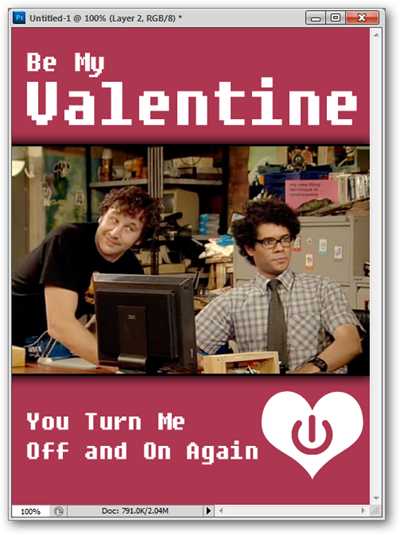 Untitled-1 @ 100% (Layer 2, RGB/8) *
Be My
Valentine
You Turn Me
Off and On Again
100%
Doc: 791.0K/2.04M